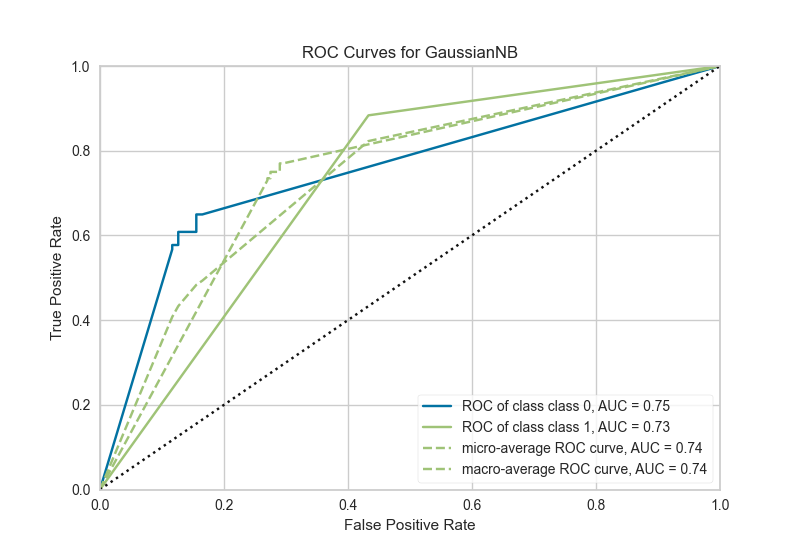 ROC Curves for GaussianNB
1.0
0.8
0.6
0.4
0.2
0.0
True Positive Rate
0.0 0.2 0.4 0.6 0.8 1.0
False Positive Rate
ROC of class class 0, AUC = 0.75
ROC of class class 1, AUC = 0.73
micro-average ROC curve, AUC = 0.74
macro-average ROC curve, AUC = 0.74